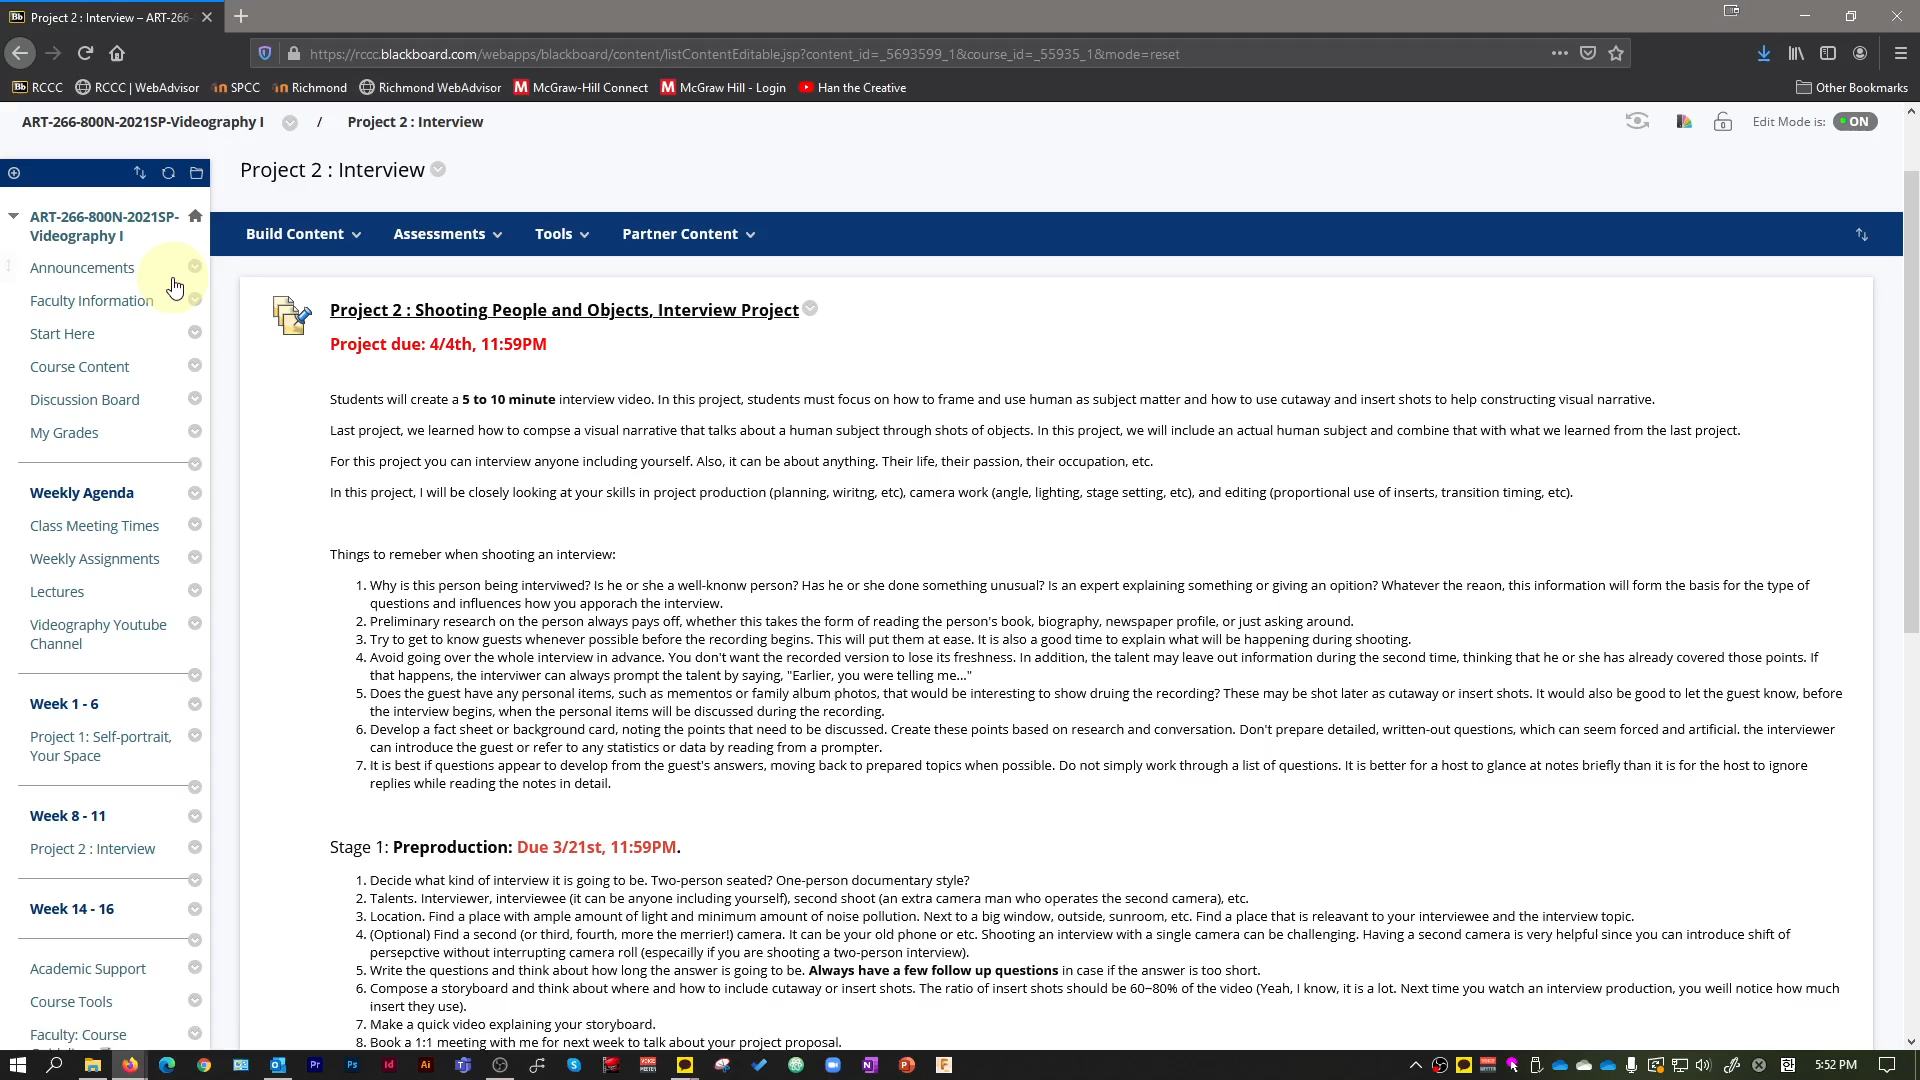 Project 2 : Interview – ART-266-
https://rccc.blackboard.com/webapps/blackboard/content/listContentEditable.jsp?content_id=_5693599_1&course_id=_55935_1&mode=reset
RCCC
RCCC | WebAdvisor
SPCC
Richmond
Richmond WebAdvisor
McGraw-Hill Connect
McGraw Hill - Login
Han the Creative
Other Bookmarks
ART-266-800N-2021SP-Videography I / Project 2 : Interview
Edit Mode is: ON
Project 2 : Interview
ART-266-800N-2021SP-
Videography I
Announcements
Faculty Information
Start Here
Course Content
Discussion Board
My Grades
Weekly Agenda
Class Meeting Times
Weekly Assignments
Lectures
Videography Youtube
Channel
Week 1 - 6
Project 1: Self-portrait,
Your Space
Week 8 - 11
Project 2 : Interview
Week 14 - 16
Academic Support
Course Tools
Faculty: Course
Build Content
Assessments
Tools
Partner Content
Project 2 : Shooting People and Objects, Interview Project
Project due: 4/4th, 11:59PM
Students will create a 5 to 10 minute interview video. In this project, students must focus on how to frame and use human as subject matter and how to use cutaway and insert shots to help constructing visual narrative.
Last project, we learned how to compse a visual narrative that talks about a human subject through shots of objects. In this project, we will include an actual human subject and combine that with what we learned from the last project.
For this project you can interview anyone including yourself. Also, it can be about anything. Their life, their passion, their occupation, etc.
In this project, I will be closely looking at your skills in project production (planning, wiritng, etc), camera work (angle, lighting, stage setting, etc), and editing (proportional use of inserts, transition timing, etc).
Things to remeber when shooting an interview:
1. Why is this person being interviwed? Is he or she a well-knonw person? Has he or she done something unusual? Is an expert explaining something or giving an opition? Whatever the reaon, this information will form the basis for the type of
questions and influences how you apporach the interview.
2. Preliminary research on the person always pays off, whether this takes the form of reading the person's book, biography, newspaper profile, or just asking around.
3. Try to get to know guests whenever possible before the recording begins. This will put them at ease. It is also a good time to explain what will be happening during shooting.
4. Avoid going over the whole interview in advance. You don't want the recorded version to lose its freshness. In addition, the talent may leave out information during the second time, thinking that he or she has already covered those points. If
that happens, the interviwer can always prompt the talent by saying, "Earlier, you were telling me..."
5. Does the guest have any personal items, such as mementos or family album photos, that would be interesting to show druing the recording? These may be shot later as cutaway or insert shots. It would also be good to let the guest know, before
the interview begins, when the personal items will be discussed during the recording.
6. Develop a fact sheet or background card, noting the points that need to be discussed. Create these points based on research and conversation. Don't prepare detailed, written-out questions, which can seem forced and artificial. the interviewer
can introduce the guest or refer to any statistics or data by reading from a prompter.
7. It is best if questions appear to develop from the guest's answers, moving back to prepared topics when possible. Do not simply work through a list of questions. It is better for a host to glance at notes briefly than it is for the host to ignore
replies while reading the notes in detail.
Stage 1: Preproduction: Due 3/21st, 11:59PM.
1. Decide what kind of interview it is going to be. Two-person seated? One-person documentary style?
2. Talents. Interviewer, interviewee (it can be anyone including yourself), second shoot (an extra camera man who operates the second camera), etc.
3. Location. Find a place with ample amount of light and minimum amount of noise pollution. Next to a big window, outside, sunroom, etc. Find a place that is releavant to your interviewee and the interview topic.
4. (Optional) Find a second (or third, fourth, more the merrier!) camera. It can be your old phone or etc. Shooting an interview with a single camera can be challenging. Having a second camera is very helpful since you can introduce shift of
persepctive without interrupting camera roll (especailly if you are shooting a two-person interview).
5. Write the questions and think about how long the answer is going to be. Always have a few follow up questions in case if the answer is too short.
6. Compose a storyboard and think about where and how to include cutaway or insert shots. The ratio of insert shots should be 60~80% of the video (Yeah, I know, it is a lot. Next time you watch an interview production, you weill notice how much
insert they use).
7. Make a quick video explaining your storyboard.
8. Book a 1:1 meeting with me for next week to talk about your project proposal.
5:52 PM